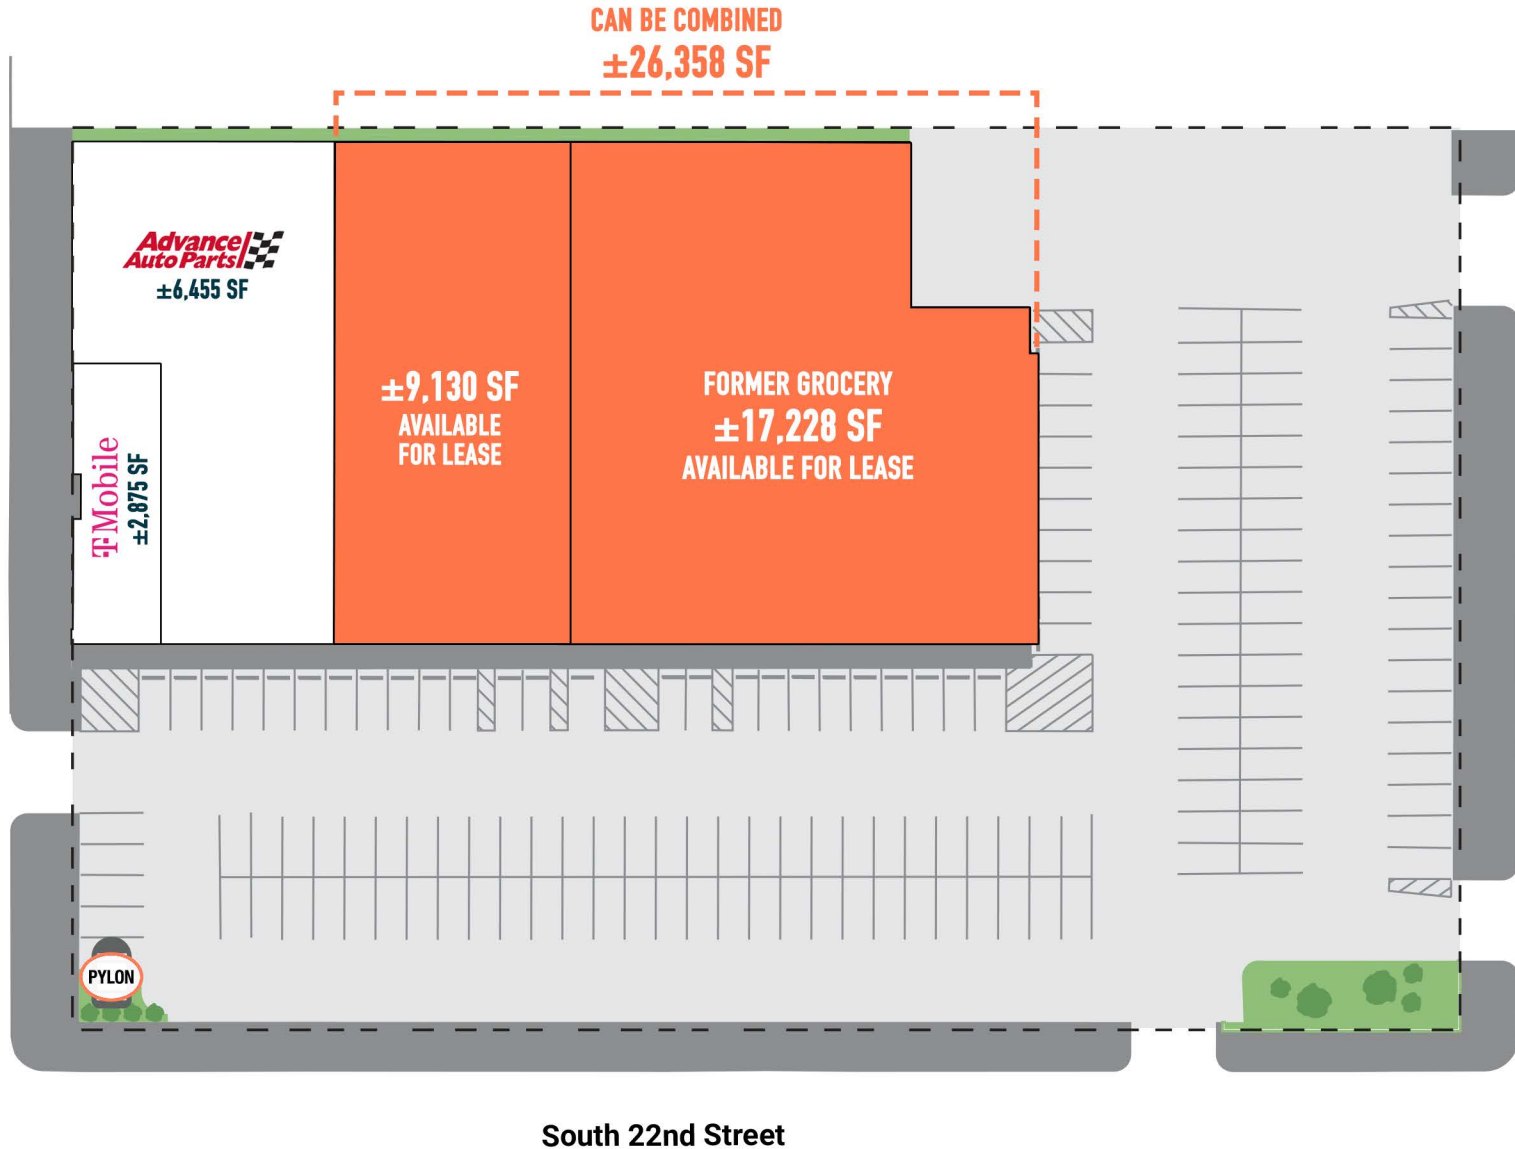 CAN BE COMBINED
±26,358 SF
Advance
Auto Parts
±6,455 SF
±9,130 SF
AVAILABLE
FOR LEASE
FORMER GROCERY
±17,228 SF
AVAILABLE FOR LEASE
T Mobile
±2,875 SF
PYLON
South 22nd Street